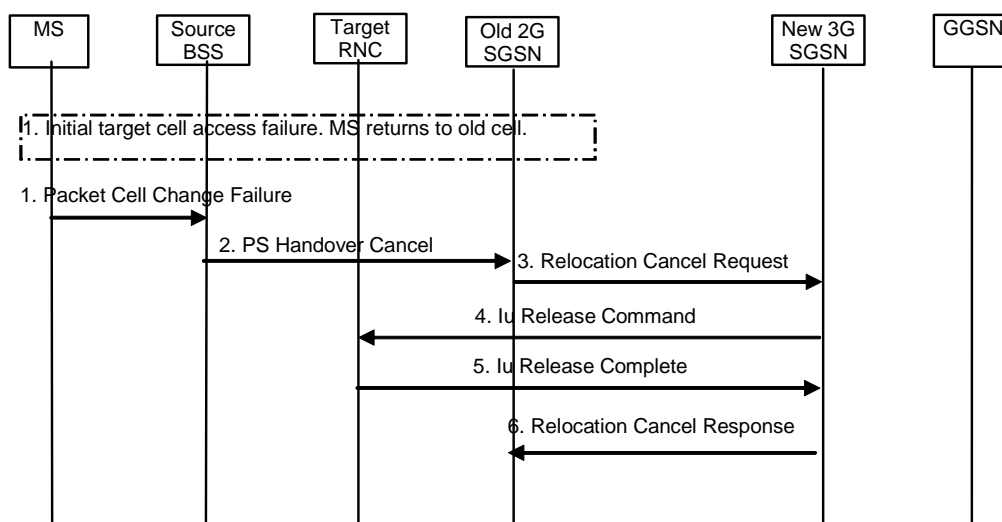 MS
Source
BSS
Target
RNC
Old 2G
SGSN
New 3G
SGSN
GGSN
1. Initial target cell access failure. MS returns to old cell.
1. Packet Cell Change Failure
2. PS Handover Cancel
3. Relocation Cancel Request
4. Iu Release Command
5. Iu Release Complete
6. Relocation Cancel Response